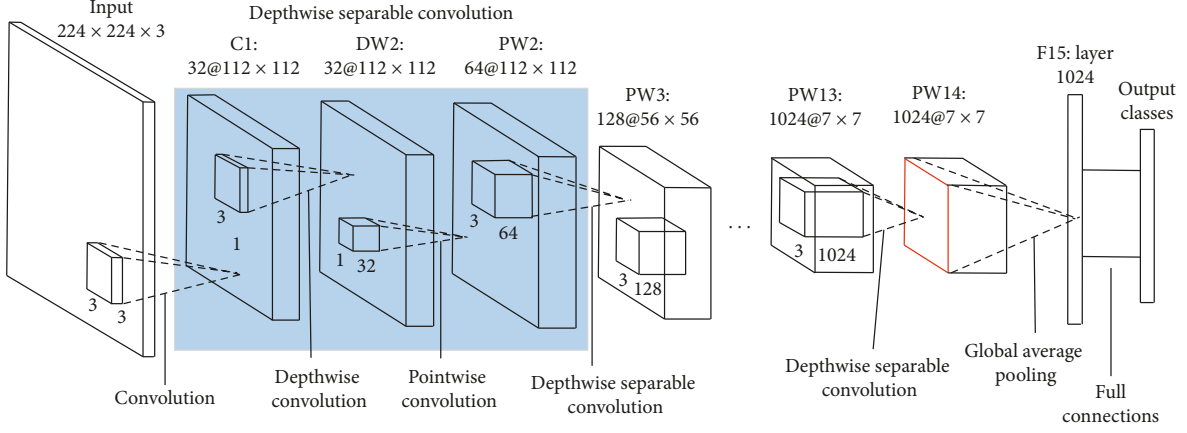 Input
224 × 224 × 3
Depthwise separable convolution
C1:
32@112 × 112
DW2:
32@112 × 112
PW2:
64@112 × 112
PW3:
128@56 × 56
PW13:
1024@7 × 7
PW14:
1024@7 × 7
F15: layer
1024
Output
classes
3
3
3
1
1
32
3
64
3
128
...
3
1024
Convolution
Depthwise
convolution
Pointwise
convolution
Depthwise separable
convolution
Depthwise separable
convolution
Global average
pooling
Full
connections